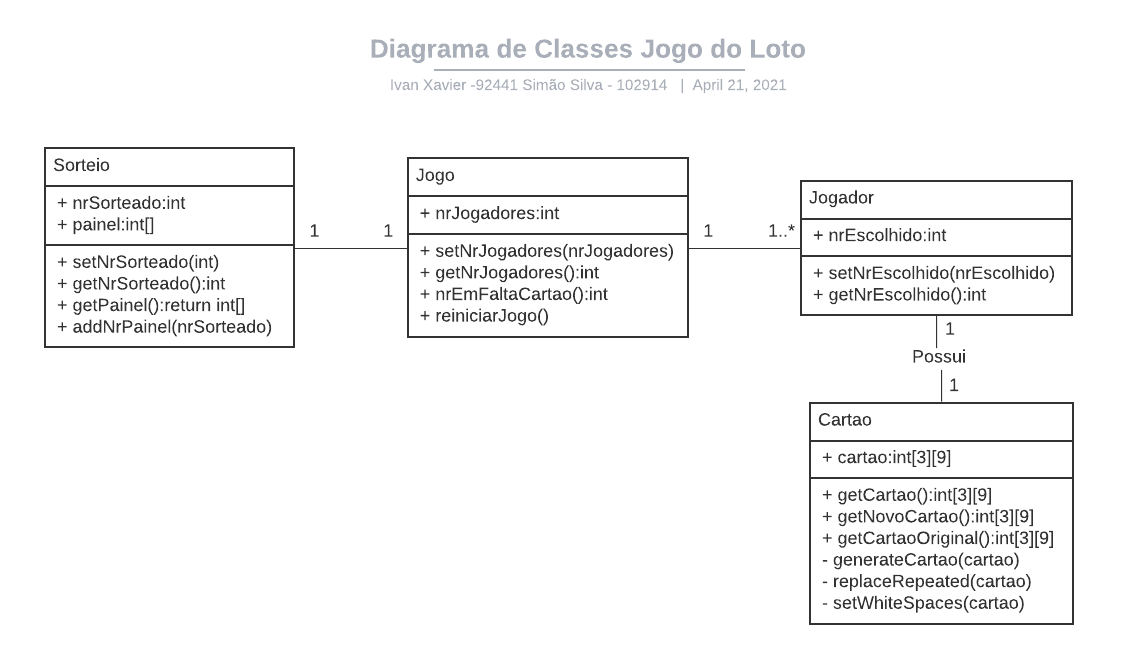 Diagrama de Classes Jogo do Loto
Ivan Xavier -92441 Simão Silva - 102914 | April 21, 2021
Sorteio
+ nrSorteado:int
+ painel:int[]
+ setNrSorteado(int)
+ getNrSorteado():int
+ getPainel():return int[]
+ addNrPainel(nrSorteado)
1
1
Jogo
+ nrJogadores:int
+ setNrJogadores(nrJogadores)
+ getNrJogadores():int
+ nrEmFaltaCartao():int
+ reiniciarJogo()
1
1..*
Jogador
+ nrEscolhido:int
+ setNrEscolhido(nrEscolhido)
+ getNrEscolhido():int
1
Possui
1
Cartao
+ cartao:int[3][9]
+ getCartao():int[3][9]
+ getNovoCartao():int[3][9]
+ getCartaoOriginal():int[3][9]
- generateCartao(cartao)
- replaceRepeated(cartao)
- setWhiteSpaces(cartao)